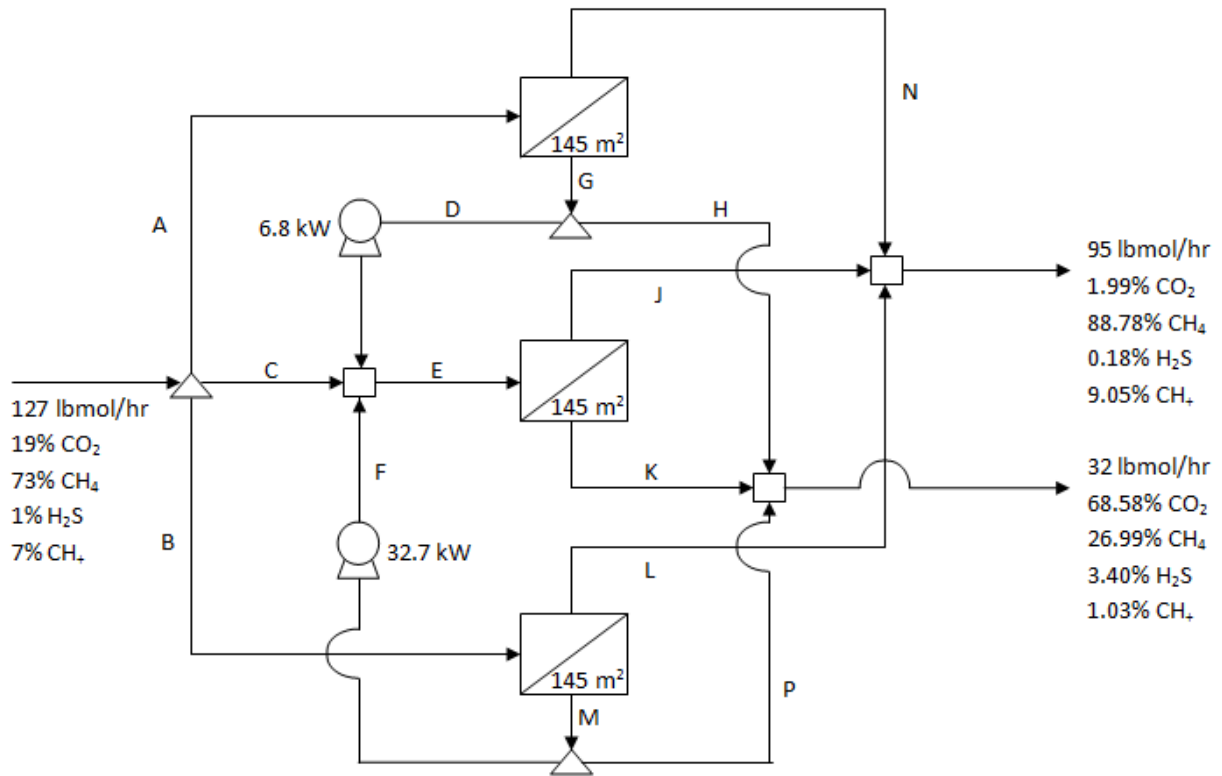 N
145 m²
G
A
6.8 kW
D
H
95 lbmol/hr
1.99% CO₂
88.78% CH₄
0.18% H₂S
9.05% CH₊
J
C
E
127 lbmol/hr
19% CO₂
73% CH₄
1% H₂S
7% CH₊
145 m²
F
K
32 lbmol/hr
68.58% CO₂
26.99% CH₄
3.40% H₂S
1.03% CH₊
B
32.7 kW
L
145 m²
M
P